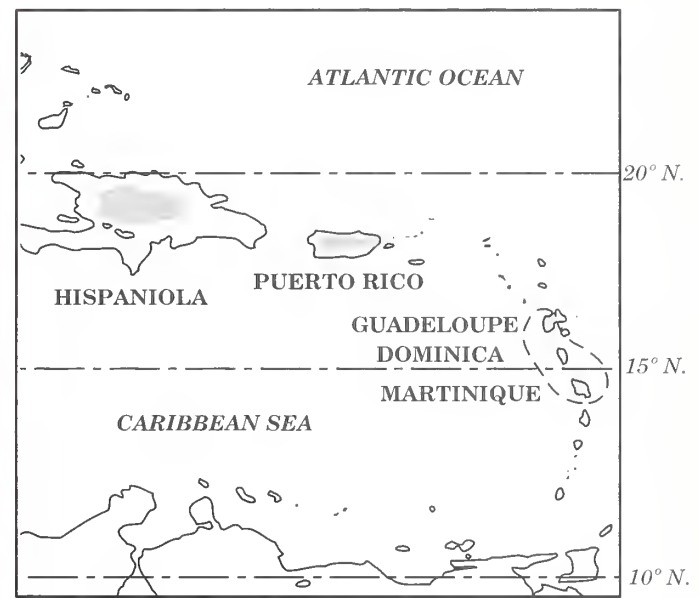 ATLANTIC OCEAN
20° N.
PUERTO RICO
HISPANIOLA
GUADELOUPE
DOMINICA
15° N.
MARTINIQUE
CARIBBEAN SEA
10° N.